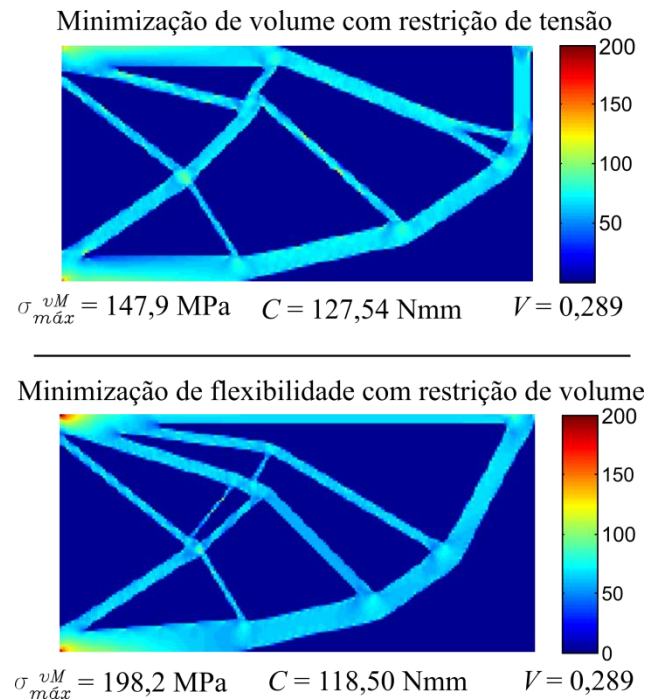 Minimização de volume com restrição de tensão
200
150
100
50
σ_máx^vM = 147,9 MPa C = 127,54 Nmm V = 0,289
Minimização de flexibilidade com restrição de volume
200
150
100
50
0
σ_máx^vM = 198,2 MPa C = 118,50 Nmm V = 0,289